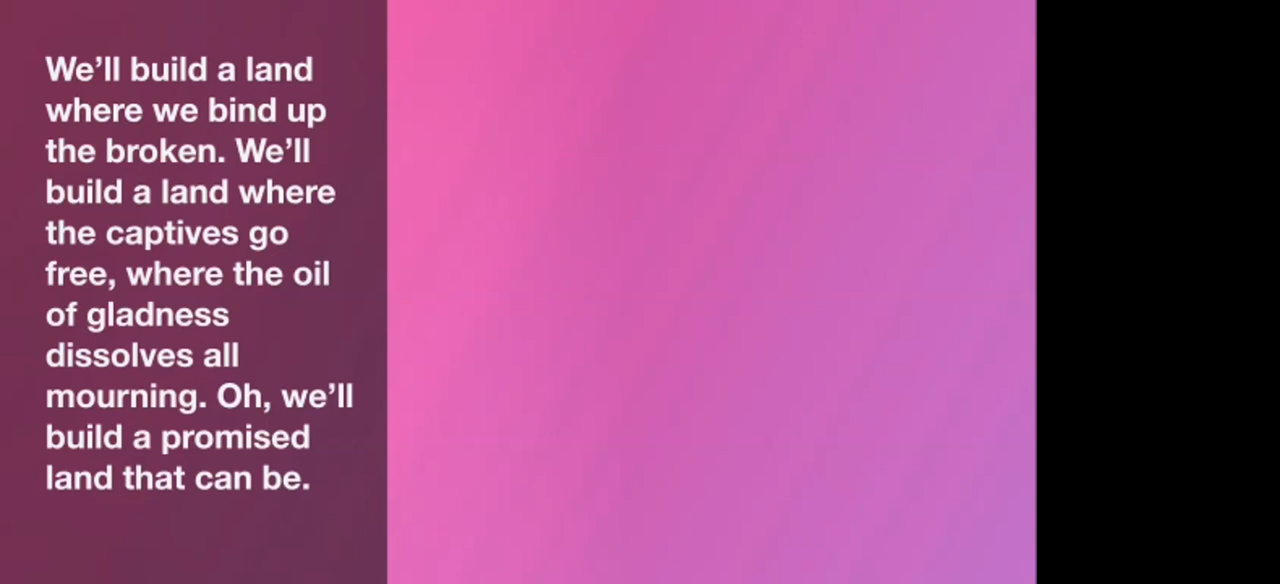 We’ll build a land
where we bind up
the broken. We’ll
build a land where
the captives go
free, where the oil
of gladness
dissolves all
mourning. Oh, we’ll
build a promised
land that can be.